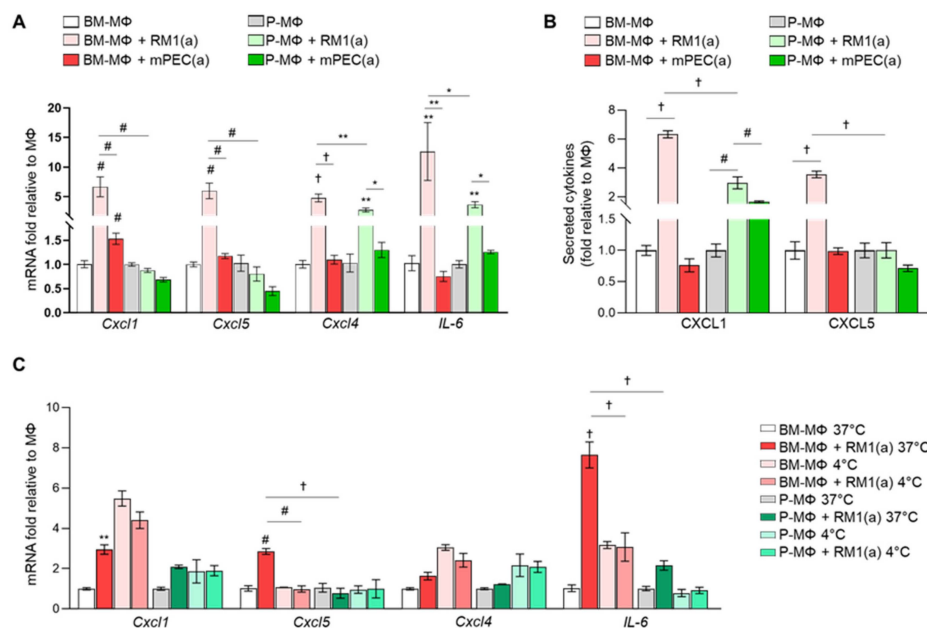 A
BM-MΦ
P-MΦ
BM-MΦ + RM1(a)
P-MΦ + RM1(a)
BM-MΦ + mPEC(a)
P-MΦ + mPEC(a)
mRNA fold relative to MΦ
20
15
10
5
1.5
1.0
0.5
0.0
#
#
#
#
#
#
#
**
†
†
*
**
*
**
**
*
**
Cxcl1
Cxcl5
Cxcl4
IL-6
B
BM-MΦ
P-MΦ
BM-MΦ + RM1(a)
P-MΦ + RM1(a)
BM-MΦ + mPEC(a)
P-MΦ + mPEC(a)
Secreted cytokines
(fold relative to MΦ)
8
6
4
2
1.0
0.5
0.0
†
†
#
#
†
†
CXCL1
CXCL5
C
mRNA fold relative to MΦ
10
8
6
4
2
0
**
†
#
#
†
†
†
Cxcl1
Cxcl5
Cxcl4
IL-6
BM-MΦ 37°C
BM-MΦ + RM1(a) 37°C
BM-MΦ 4°C
BM-MΦ + RM1(a) 4°C
P-MΦ 37°C
P-MΦ + RM1(a) 37°C
P-MΦ 4°C
P-MΦ + RM1(a) 4°C